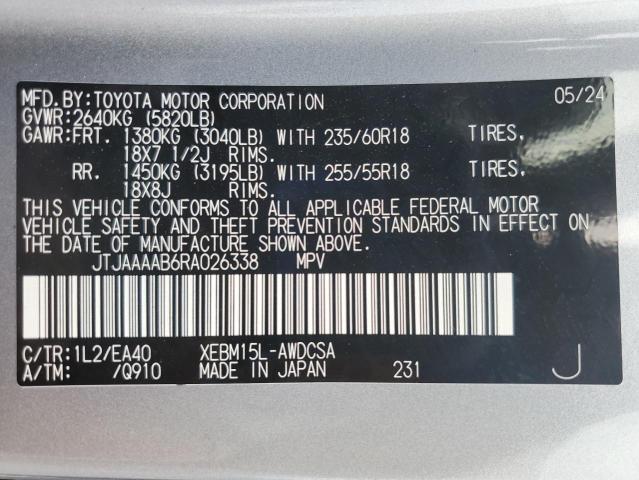 MFD.BY:TOYOTA MOTOR CORPORATION 05/24
GVWR:2640KG (5820LB)
GAWR:FRT. 1380KG (3040LB) WITH 235/60R18 TIRES,
18X7 1/2J RIMS.
RR. 1450KG (3195LB) WITH 255/55R18 TIRES,
18X8J RIMS.
THIS VEHICLE CONFORMS TO ALL APPLICABLE FEDERAL MOTOR
VEHICLE SAFETY AND THEFT PREVENTION STANDARDS IN EFFECT ON
THE DATE OF MANUFACTURE SHOWN ABOVE.
JTJAAAAB6RA026338 MPV
C/TR:1L2/EA40 XEBM15L-AWDCSA
A/TM: /Q910 MADE IN JAPAN 231 J